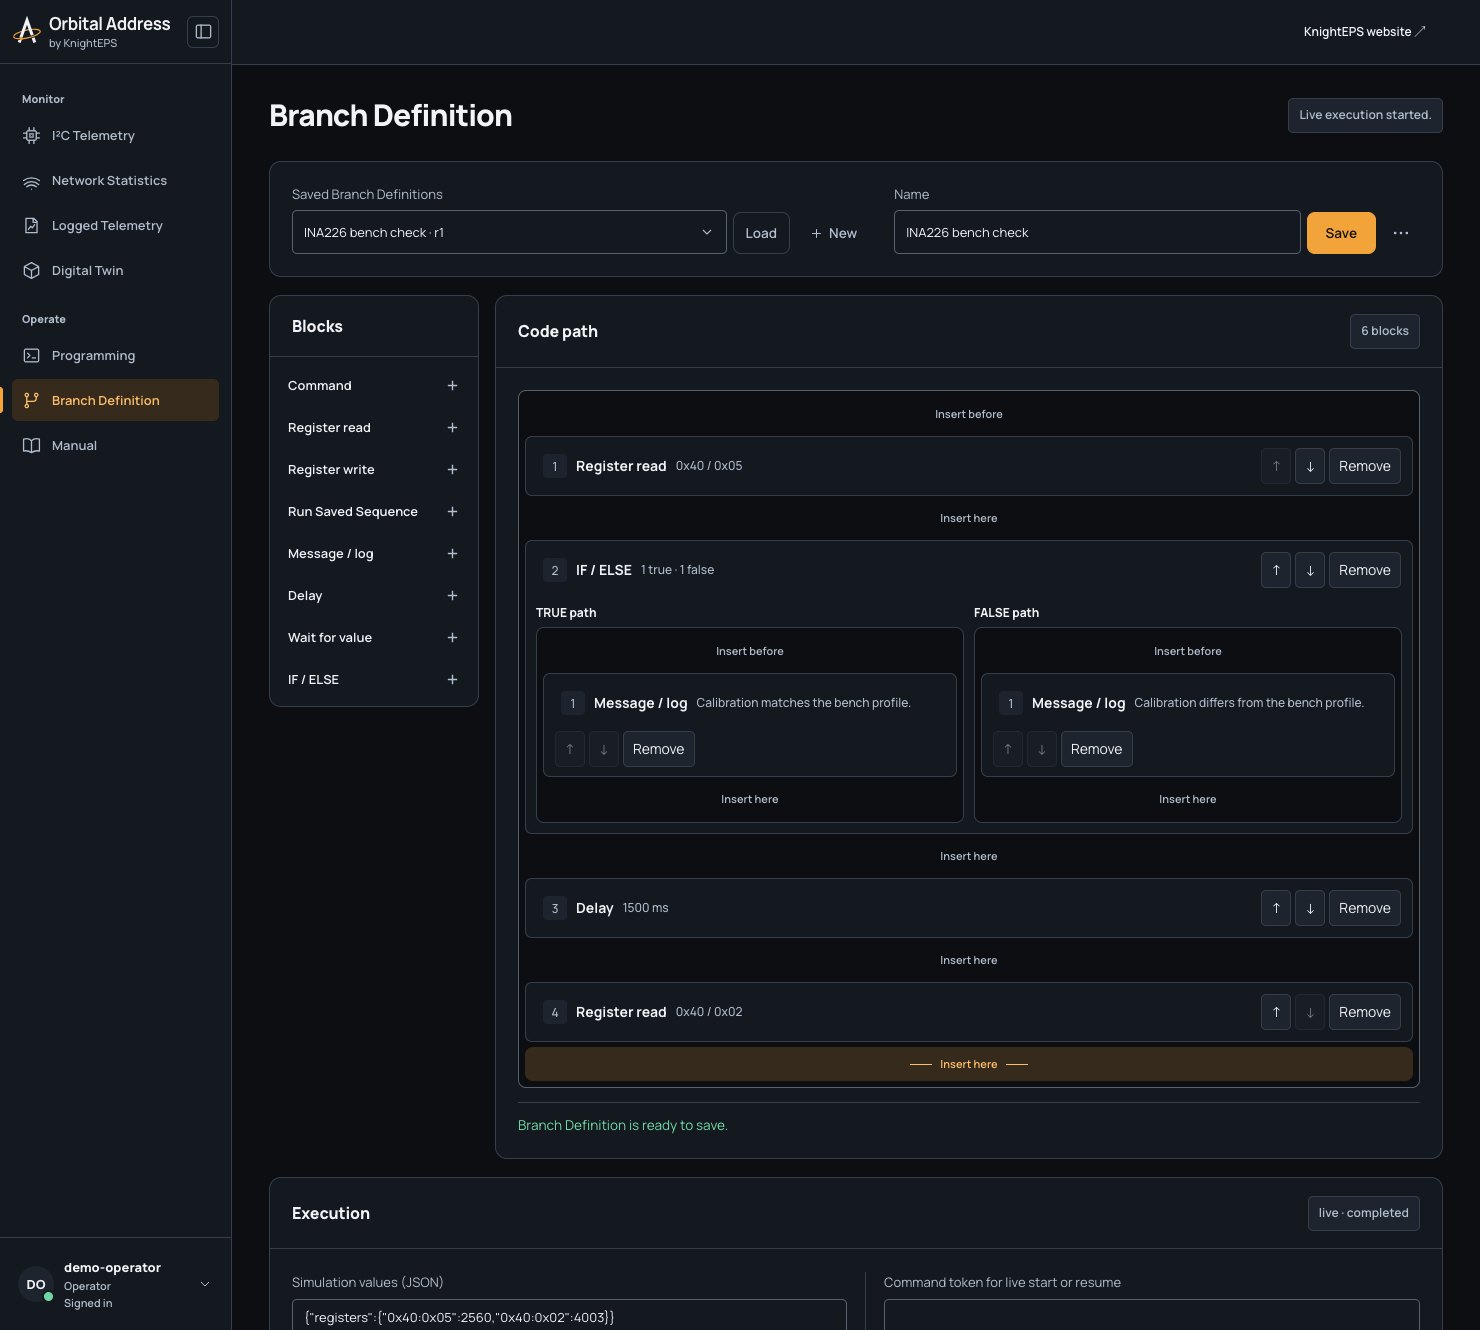 Orbital Address
by KnightEPS
KnightEPS website ↗
Monitor
I²C Telemetry
Network Statistics
Logged Telemetry
Digital Twin
Operate
Programming
Branch Definition
Manual
demo-operator
DO
Operator
Signed in
Branch Definition
Live execution started.
Saved Branch Definitions
INA226 bench check · r1
Load
+ New
Name
INA226 bench check
Save
···
Blocks
Command +
Register read +
Register write +
Run Saved Sequence +
Message / log +
Delay +
Wait for value +
IF / ELSE +
Code path
6 blocks
Insert before
1 Register read 0x40 / 0x05 ↑ ↓ Remove
Insert here
2 IF / ELSE 1 true · 1 false ↑ ↓ Remove
TRUE path
Insert before
1 Message / log Calibration matches the bench profile.
↑ ↓ Remove
Insert here
FALSE path
Insert before
1 Message / log Calibration differs from the bench profile.
↑ ↓ Remove
Insert here
Insert here
3 Delay 1500 ms ↑ ↓ Remove
Insert here
4 Register read 0x40 / 0x02 ↑ ↓ Remove
Insert here
Branch Definition is ready to save.
Execution
live · completed
Simulation values (JSON)
{"registers":{"0x40:0x05":2560,"0x40:0x02":4003}}
Command token for live start or resume